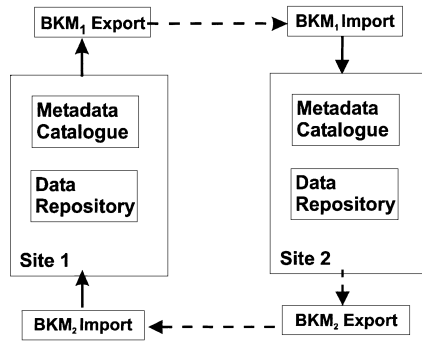 BKM₁ Export
BKM₁ Import
Metadata
Catalogue
Data
Repository
Site 1
Metadata
Catalogue
Data
Repository
Site 2
BKM₂ Import
BKM₂ Export